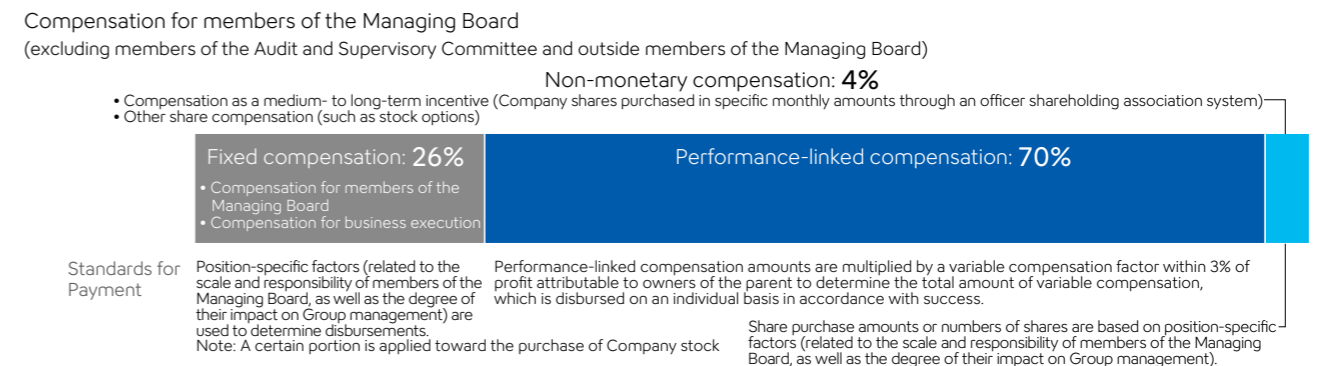 Compensation for members of the Managing Board
(excluding members of the Audit and Supervisory Committee and outside members of the Managing Board)
Non-monetary compensation: 4%
• Compensation as a medium- to long-term incentive (Company shares purchased in specific monthly amounts through an officer shareholding association system)
• Other share compensation (such as stock options)
Fixed compensation: 26%
• Compensation for members of the
Managing Board
• Compensation for business execution
Performance-linked compensation: 70%
Standards for
Payment
Position-specific factors (related to the
scale and responsibility of members of the
Managing Board, as well as the degree of
their impact on Group management) are
used to determine disbursements.
Note: A certain portion is applied toward the purchase of Company stock
Performance-linked compensation amounts are multiplied by a variable compensation factor within 3% of
profit attributable to owners of the parent to determine the total amount of variable compensation,
which is disbursed on an individual basis in accordance with success.
Share purchase amounts or numbers of shares are based on position-specific
factors (related to the scale and responsibility of members of the Managing
Board, as well as the degree of their impact on Group management).